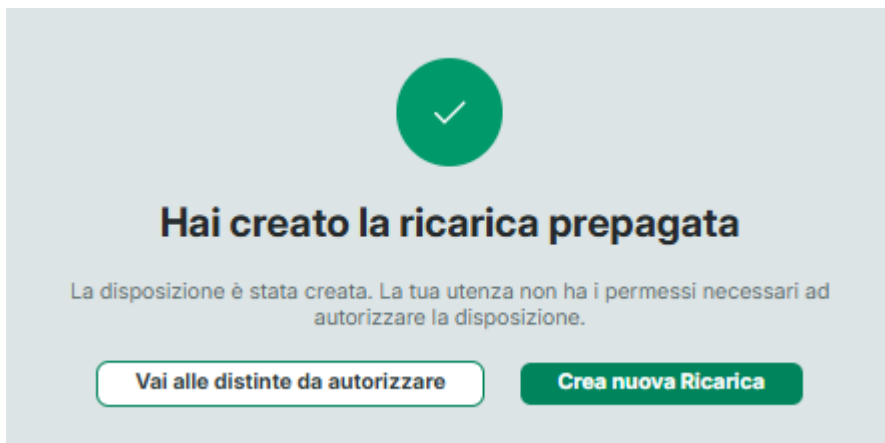 Hai creato la ricarica prepagata
La disposizione è stata creata. La tua utenza non ha i permessi necessari ad
autorizzare la disposizione.
Vai alle distinte da autorizzare
Crea nuova Ricarica